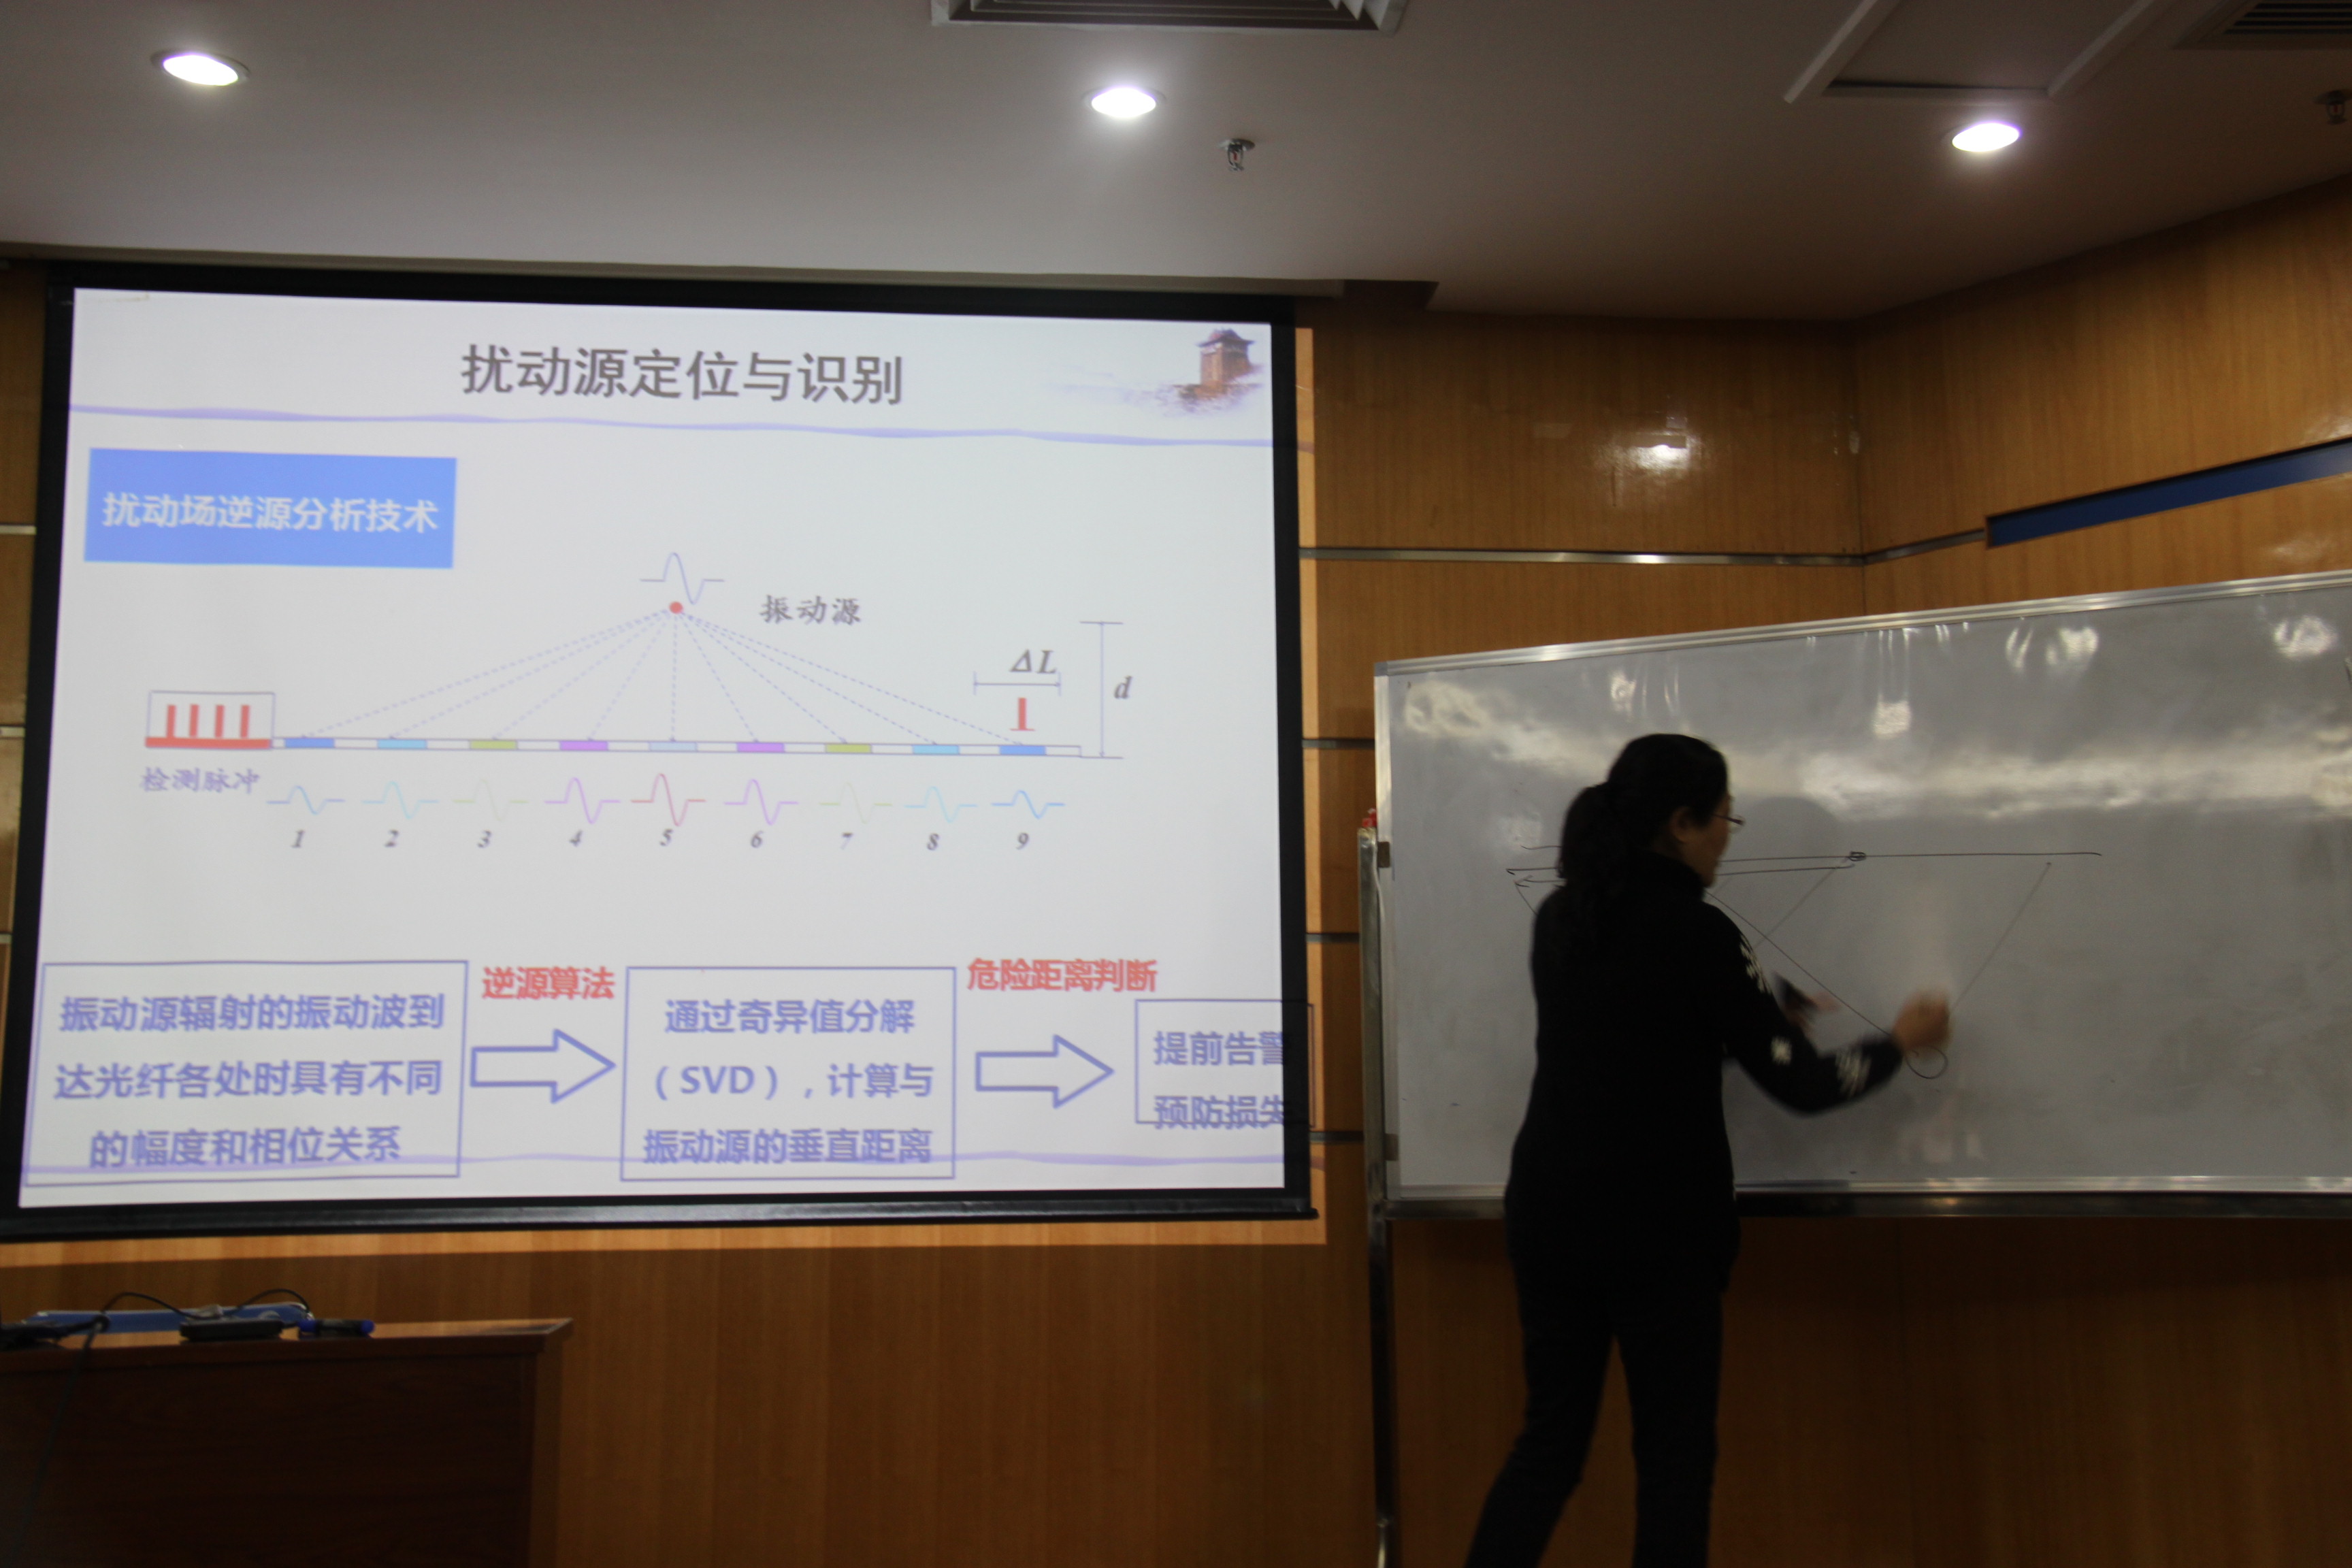 扰动源定位与识别
扰动场逆源分析技术
振动源
ΔL
d
检测脉冲
1 2 3 4 5 6 7 8 9
振动源辐射的振动波到
达光纤各处时具有不同
的幅度和相位关系
逆源算法
通过奇异值分解
（SVD），计算与
振动源的垂直距离
危险距离判断
提前告警
预防损失